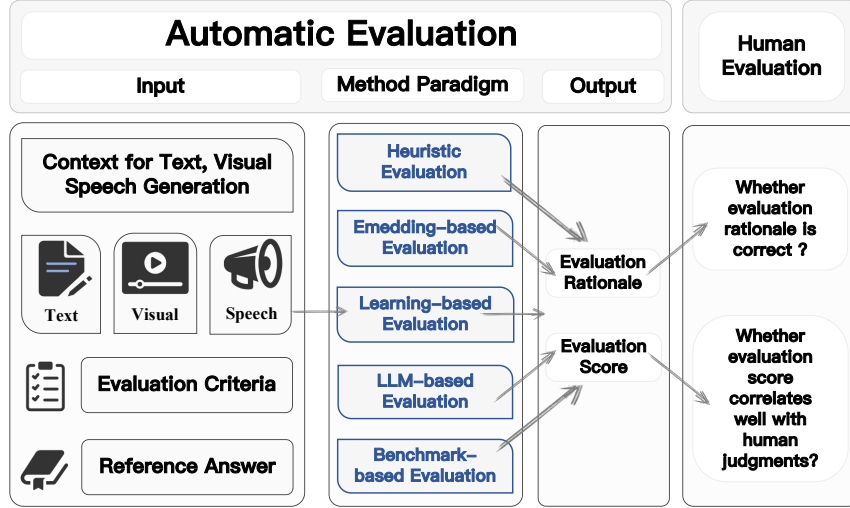 Automatic Evaluation
Human
Evaluation
Input
Method Paradigm
Output
Context for Text, Visual
Speech Generation
Text
Visual
Speech
Evaluation Criteria
Reference Answer
Heuristic
Evaluation
Emedding-based
Evaluation
Learning-based
Evaluation
LLM-based
Evaluation
Benchmark-
based Evaluation
Evaluation
Rationale
Evaluation
Score
Whether
evaluation
rationale is
correct ?
Whether
evaluation
score
correlates
well with
human
judgments?